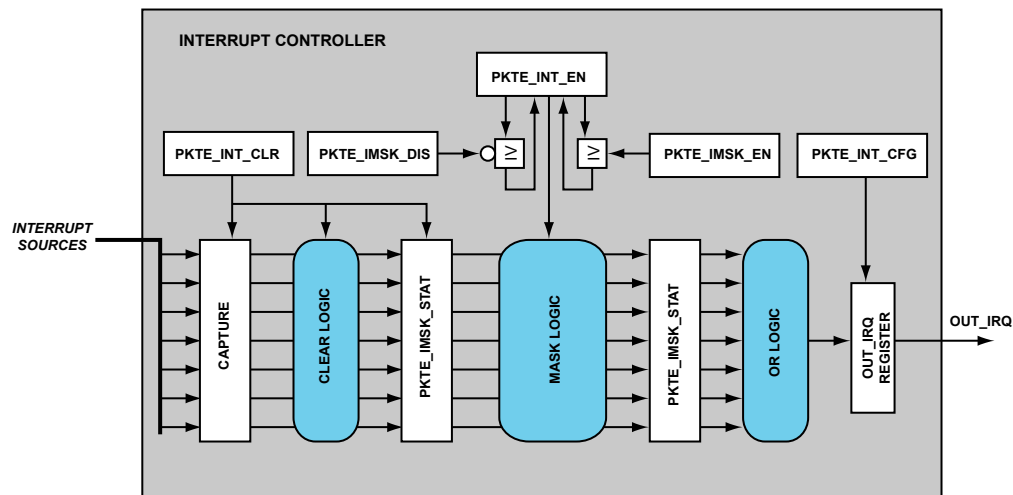 INTERRUPT CONTROLLER
PKTE_INT_EN
PKTE_INT_CLR
PKTE_IMSK_DIS
≥
≥
PKTE_IMSK_EN
PKTE_INT_CFG
INTERRUPT
SOURCES
CAPTURE
CLEAR LOGIC
PKTE_IMSK_STAT
MASK LOGIC
PKTE_IMSK_STAT
OR LOGIC
OUT_IRQ
REGISTER
OUT_IRQ